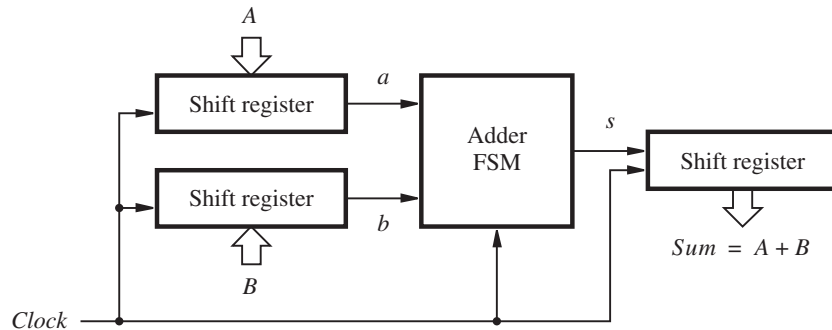 A
Shift register
a
Adder
FSM
s
Shift register
Shift register
b
B
Sum = A + B
Clock